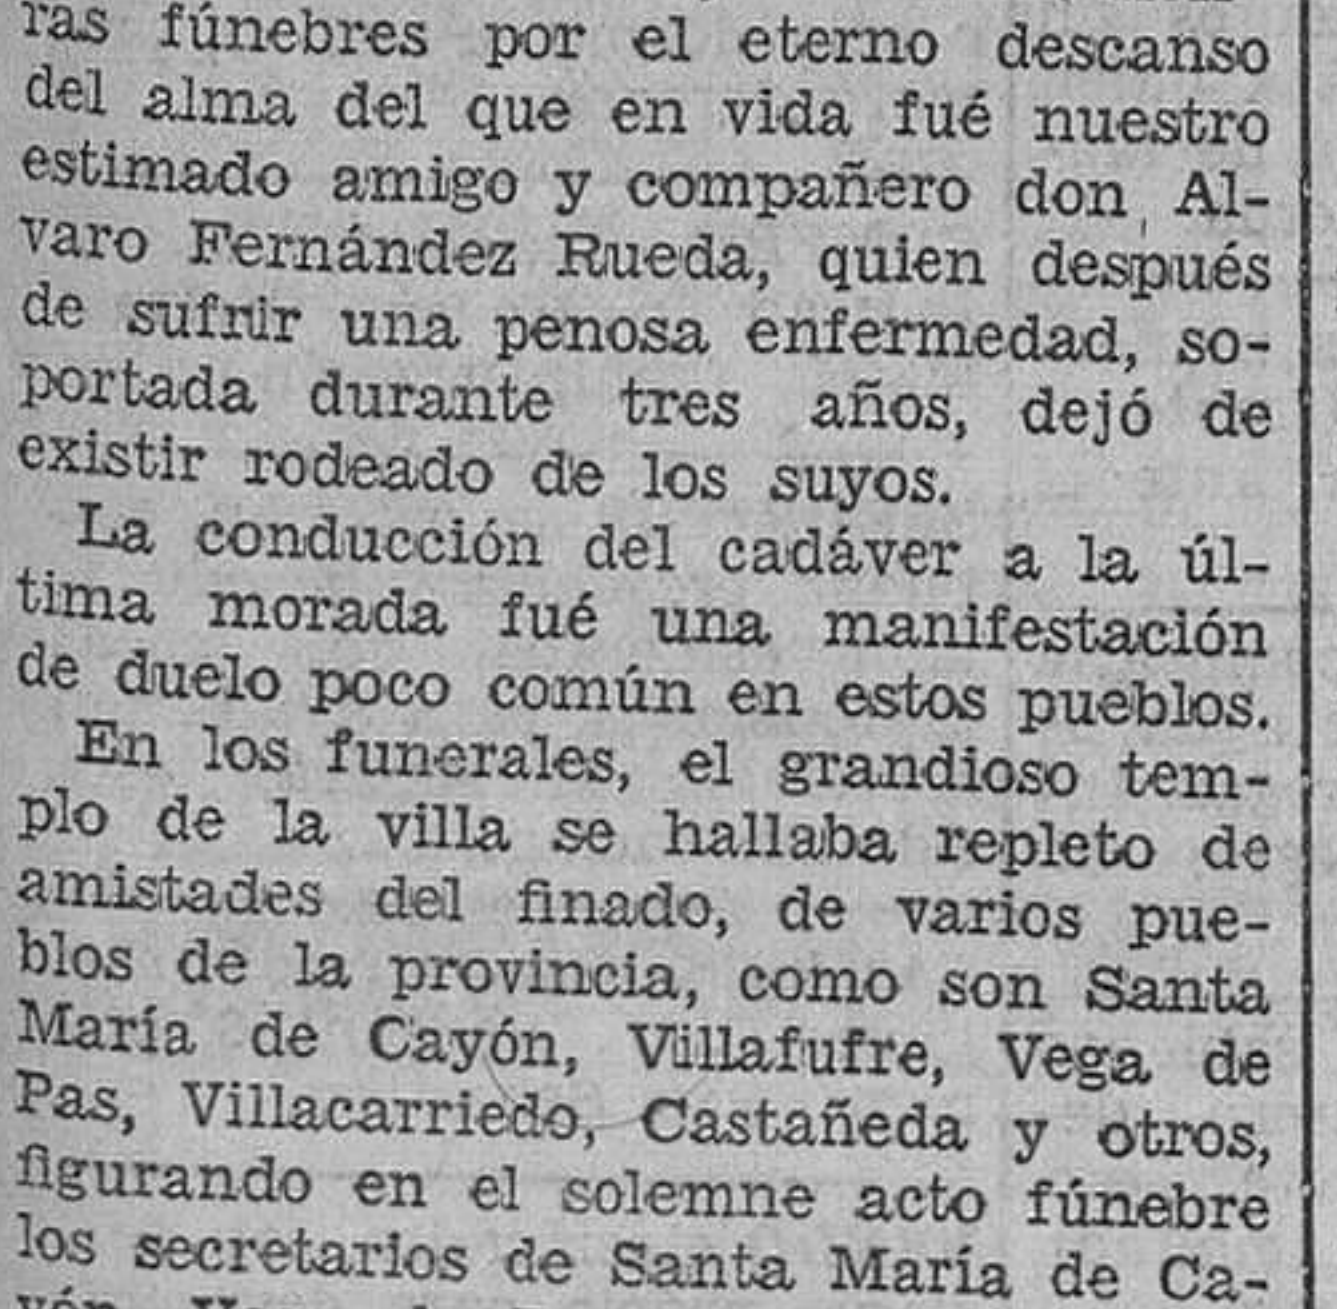 ras fúnebres por el eterno descanso
del alma del que en vida fué nuestro
estimado amigo y compañero don Al-
varo Fernández Rueda, quien después
de sufrir una penosa enfermedad, so-
portada durante tres años, dejó de
existir rodeado de los suyos.
La conducción del cadáver a la úl-
tima morada fué una manifestación
de duelo poco común en estos pueblos.
En los funerales, el grandioso tem-
plo de la villa se hallaba repleto de
amistades del finado, de varios pue-
blos de la provincia, como son Santa
María de Cayón, Villafufre, Vega de
Pas, Villacarriedo, Castañeda y otros,
figurando en el solemne acto fúnebre
los secretarios de Santa María de Ca-